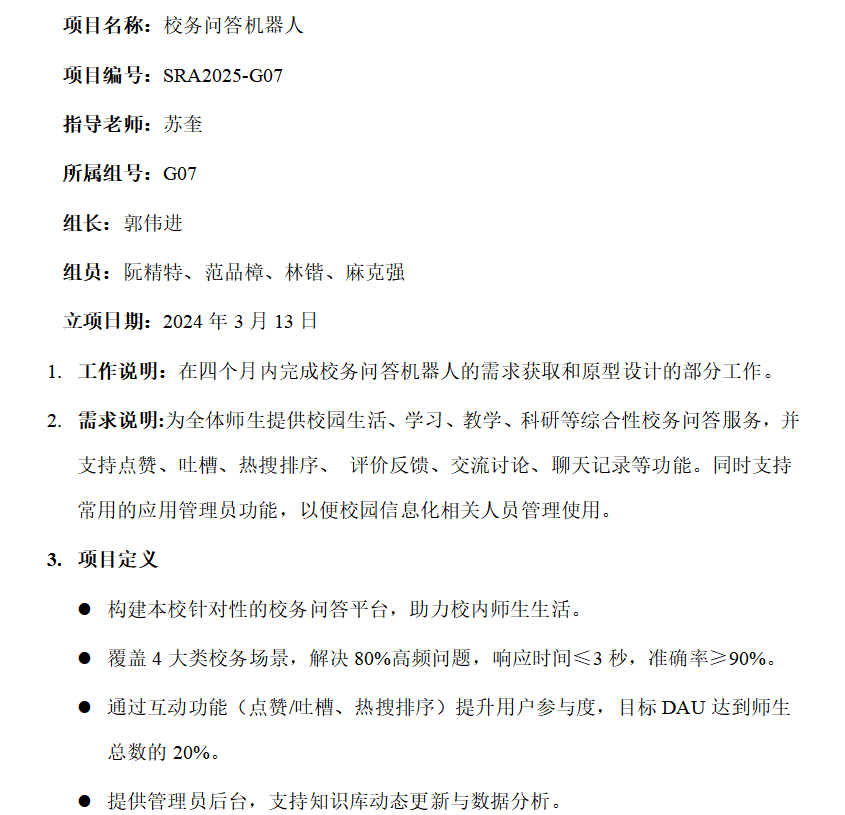 项目名称：校务问答机器人
项目编号：SRA2025-G07
指导老师：苏奎
所属组号：G07
组长：郭伟进
组员：阮精特、范品樟、林锴、麻克强
立项日期：2024 年 3 月 13 日
1. 工作说明：在四个月内完成校务问答机器人的需求获取和原型设计的部分工作。
2. 需求说明:为全体师生提供校园生活、学习、教学、科研等综合性校务问答服务，并
支持点赞、吐槽、热搜排序、 评价反馈、交流讨论、聊天记录等功能。同时支持
常用的应用管理员功能，以便校园信息化相关人员管理使用。
3. 项目定义
● 构建本校针对性的校务问答平台，助力校内师生生活。
● 覆盖 4 大类校务场景，解决 80%高频问题，响应时间≤3 秒，准确率≥90%。
● 通过互动功能（点赞/吐槽、热搜排序）提升用户参与度，目标 DAU 达到师生
总数的 20%。
● 提供管理员后台，支持知识库动态更新与数据分析。